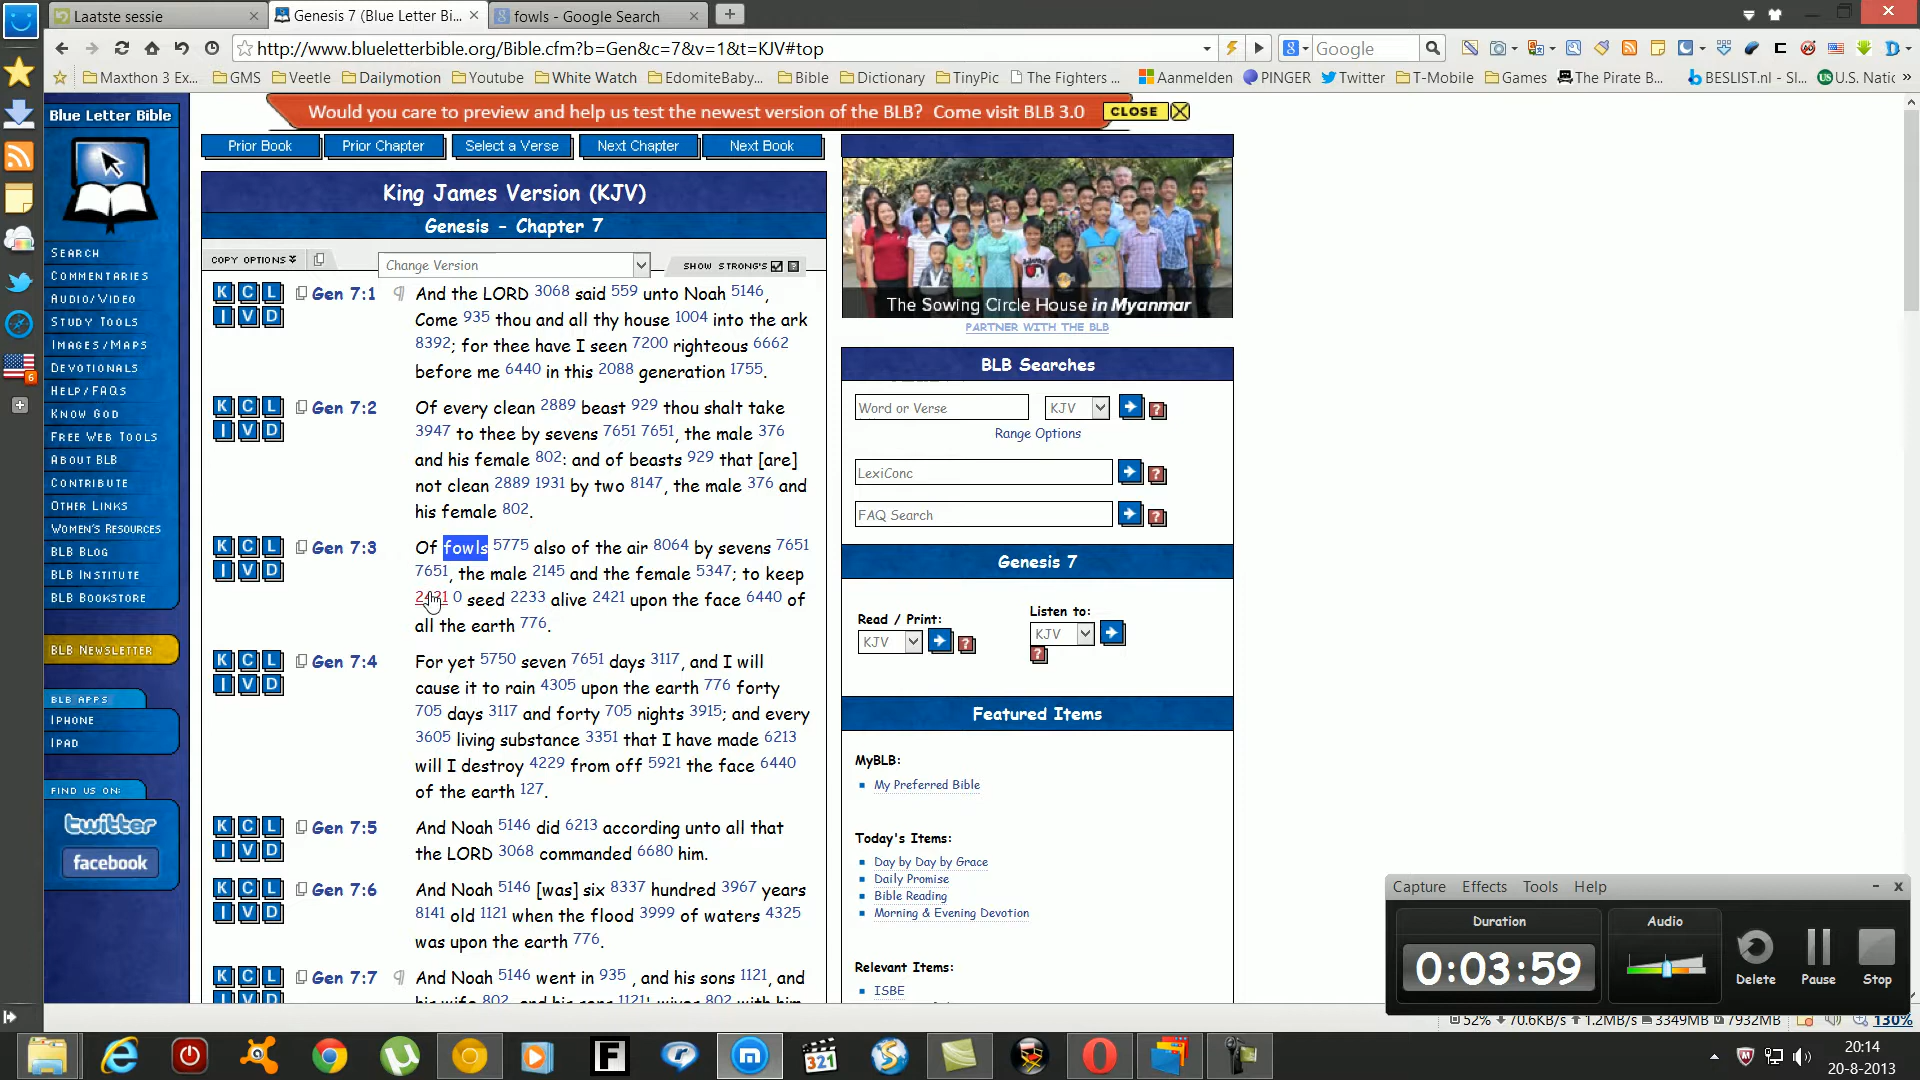 Laatste sessie
Genesis 7 (Blue Letter Bi...
fowls - Google Search
http://www.blueletterbible.org/Bible.cfm?b=Gen&c=7&v=1&t=KJV#top
Google
Maxthon 3 Ex...
GMS
Veetle
Dailymotion
Youtube
White Watch
EdomiteBaby...
Bible
Dictionary
TinyPic
The Fighters ...
Aanmelden
PINGER
Twitter
T-Mobile
Games
The Pirate B...
BESLIST.nl - Sl...
U.S. Natic
Blue Letter Bible
Would you care to preview and help us test the newest version of the BLB? Come visit BLB 3.0
CLOSE
Prior Book
Prior Chapter
Select a Verse
Next Chapter
Next Book
King James Version (KJV)
Genesis - Chapter 7
COPY OPTIONS
Change Version
SHOW STRONG'S
SEARCH
COMMENTARIES
AUDIO/VIDEO
STUDY TOOLS
IMAGES/MAPS
DEVOTIONALS
HELP/FAQS
KNOW GOD
FREE WEB TOOLS
ABOUT BLB
CONTRIBUTE
OTHER LINKS
WOMEN'S RESOURCES
BLB BLOG
BLB INSTITUTE
BLB BOOKSTORE
BLB NEWSLETTER
BLB APPS
IPHONE
IPAD
FIND US ON:
twitter
facebook
K C L
I V D
Gen 7:1
And the LORD 3068 said 559 unto Noah 5146,
Come 935 thou and all thy house 1004 into the ark
8392; for thee have I seen 7200 righteous 6662
before me 6440 in this 2088 generation 1755.
K C L
I V D
Gen 7:2
Of every clean 2889 beast 929 thou shalt take
3947 to thee by sevens 7651 7651, the male 376
and his female 802: and of beasts 929 that [are]
not clean 2889 1931 by two 8147, the male 376 and
his female 802.
K C L
I V D
Gen 7:3
Of fowls 5775 also of the air 8064 by sevens 7651
7651, the male 2145 and the female 5347; to keep
2421 0 seed 2233 alive 2421 upon the face 6440 of
all the earth 776.
K C L
I V D
Gen 7:4
For yet 5750 seven 7651 days 3117, and I will
cause it to rain 4305 upon the earth 776 forty
705 days 3117 and forty 705 nights 3915; and every
3605 living substance 3351 that I have made 6213
will I destroy 4229 from off 5921 the face 6440
of the earth 127.
K C L
I V D
Gen 7:5
And Noah 5146 did 6213 according unto all that
the LORD 3068 commanded 6680 him.
K C L
I V D
Gen 7:6
And Noah 5146 [was] six 8337 hundred 3967 years
8141 old 1121 when the flood 3999 of waters 4325
was upon the earth 776.
K C L
I V D
Gen 7:7
And Noah 5146 went in 935 , and his sons 1121, and
his wife 802, and his sons' 1121 wives 802 with him
The Sowing Circle House in Myanmar
PARTNER WITH THE BLB
BLB Searches
Word or Verse
KJV
Range Options
LexiConc
FAQ Search
Genesis 7
Read / Print:
KJV
Listen to:
KJV
Featured Items
MyBLB:
My Preferred Bible
Today's Items:
Day by Day by Grace
Daily Promise
Bible Reading
Morning & Evening Devotion
Relevant Items:
ISBE
Capture Effects Tools Help
Duration
0:03:59
Audio
Delete
Pause
Stop
52% 70.6KB/s 1.2MB/s 3349MB 7932MB
130%
6
321
F
20:14
20-8-2013